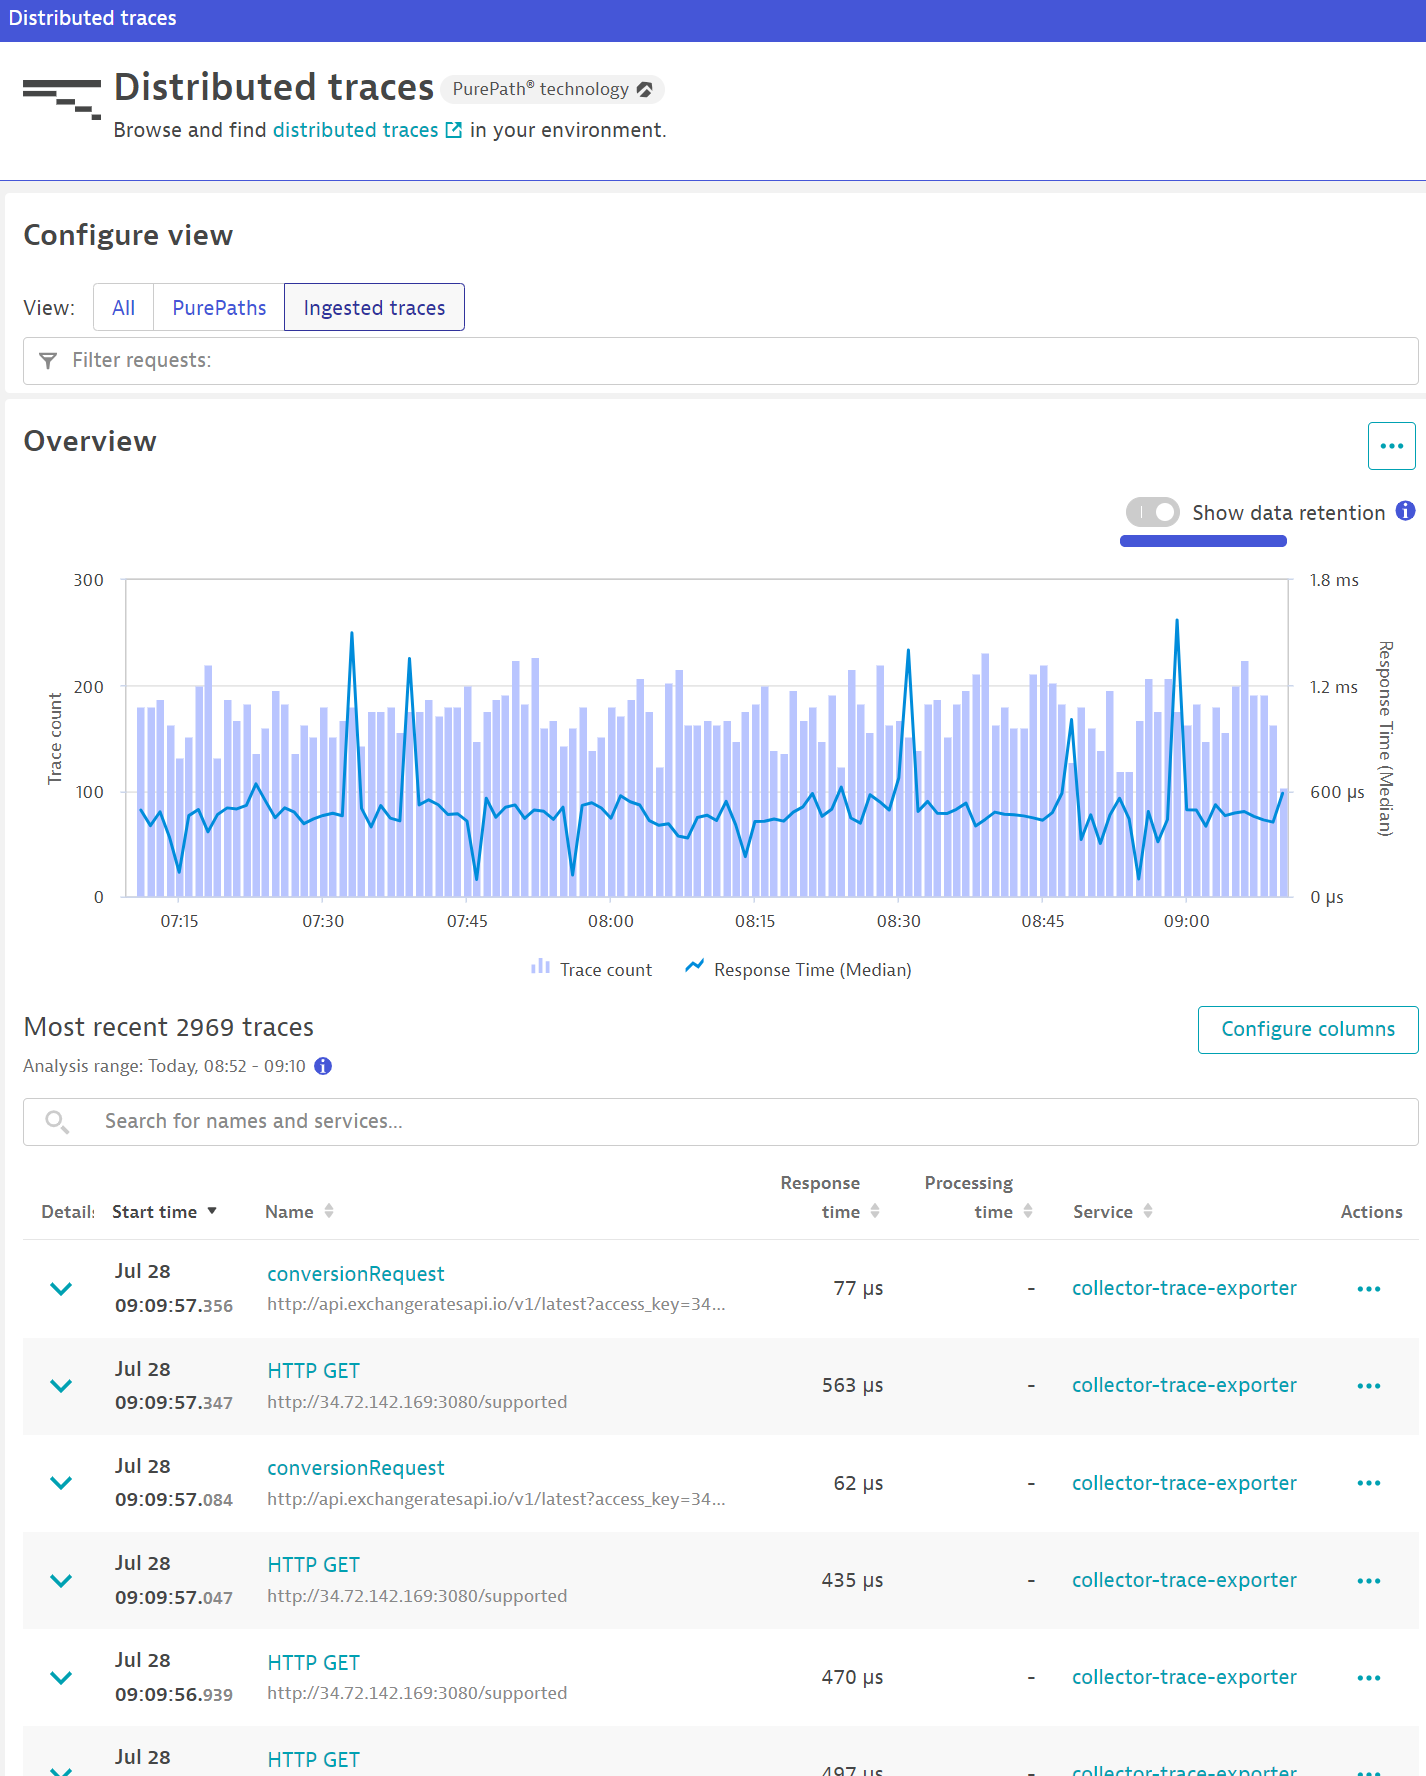 Distributed traces
Distributed traces PurePath® technology
Browse and find distributed traces in your environment.
Configure view
View: All PurePaths Ingested traces
Filter requests:
Overview
...
Show data retention
300 1.8 ms
200 1.2 ms
100 600 µs
0 0 µs
Trace count
Response Time (Median)
07:15 07:30 07:45 08:00 08:15 08:30 08:45 09:00
Trace count Response Time (Median)
Most recent 2969 traces Configure columns
Analysis range: Today, 08:52 - 09:10
Search for names and services...
Response Processing
Details Start time Name time time Service Actions
Jul 28 conversionRequest
09:09:57.356 http://api.exchangeratesapi.io/v1/latest?access_key=34... 77 µs - collector-trace-exporter ...
Jul 28 HTTP GET
09:09:57.347 http://34.72.142.169:3080/supported 563 µs - collector-trace-exporter ...
Jul 28 conversionRequest
09:09:57.084 http://api.exchangeratesapi.io/v1/latest?access_key=34... 62 µs - collector-trace-exporter ...
Jul 28 HTTP GET
09:09:57.047 http://34.72.142.169:3080/supported 435 µs - collector-trace-exporter ...
Jul 28 HTTP GET
09:09:56.939 http://34.72.142.169:3080/supported 470 µs - collector-trace-exporter ...
Jul 28 HTTP GET
497 µs - collector-trace-exporter ...